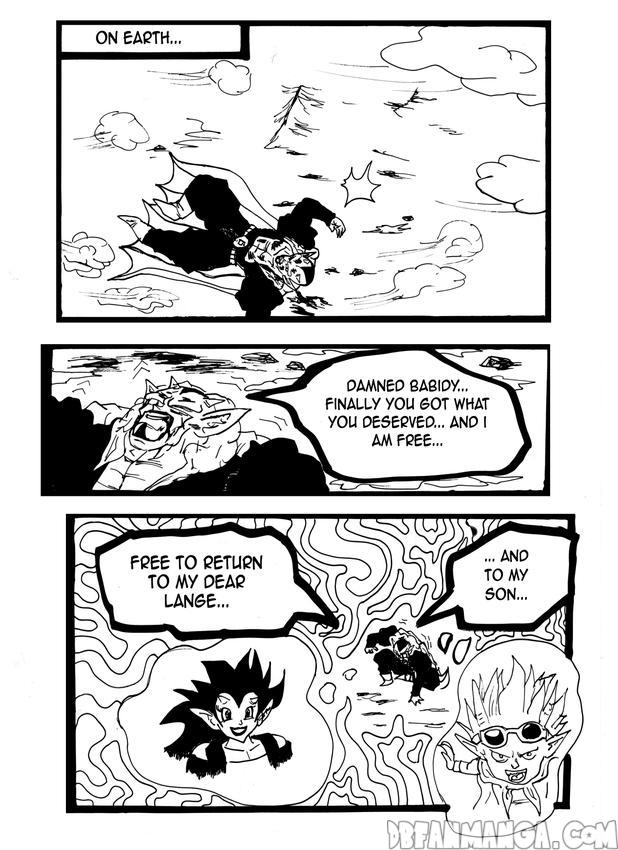 ON EARTH...
DAMNED BABIDY...
FINALLY YOU GOT WHAT
YOU DESERVED... AND I
AM FREE...
FREE TO RETURN
TO MY DEAR
LANGE...
... AND
TO MY
SON...
DBFANMANGA.COM